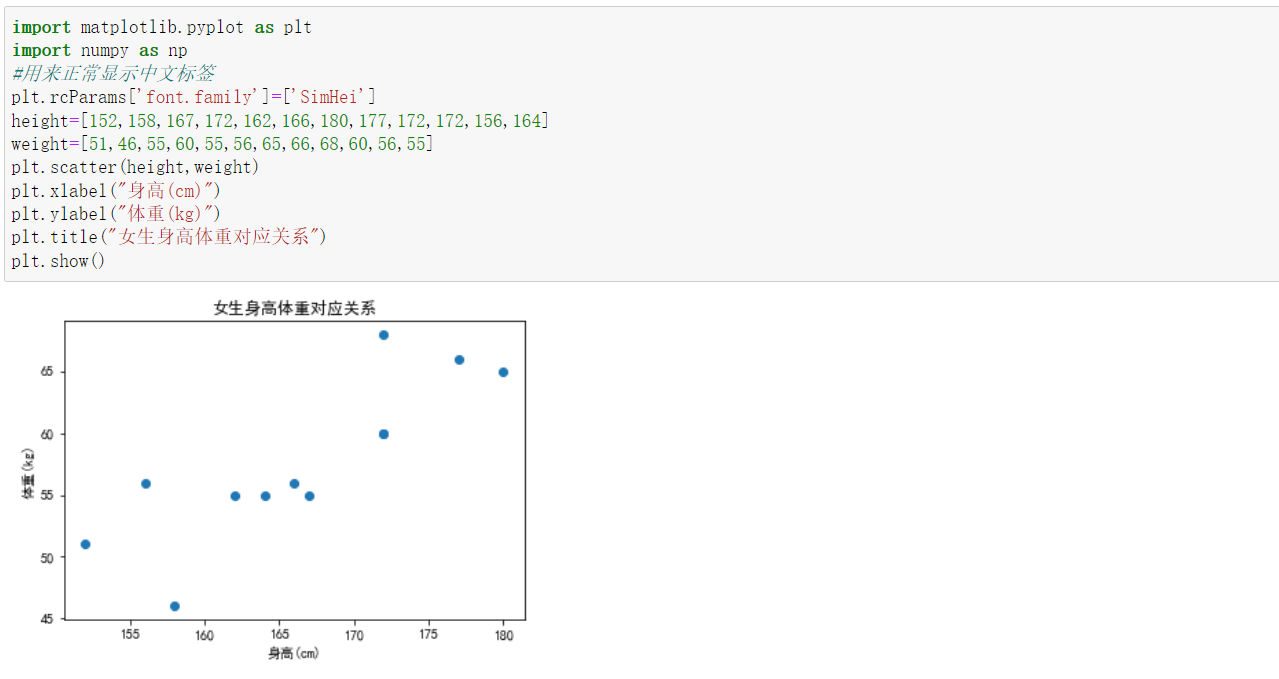 import matplotlib.pyplot as plt
import numpy as np
#用来正常显示中文标签
plt.rcParams['font.family']=['SimHei']
height=[152,158,167,172,162,166,180,177,172,172,156,164]
weight=[51,46,55,60,55,56,65,66,68,60,56,55]
plt.scatter(height,weight)
plt.xlabel("身高(cm)")
plt.ylabel("体重(kg)")
plt.title("女生身高体重对应关系")
plt.show()
女生身高体重对应关系
65
60
55
50
45
体重(kg)
155 160 165 170 175 180
身高(cm)